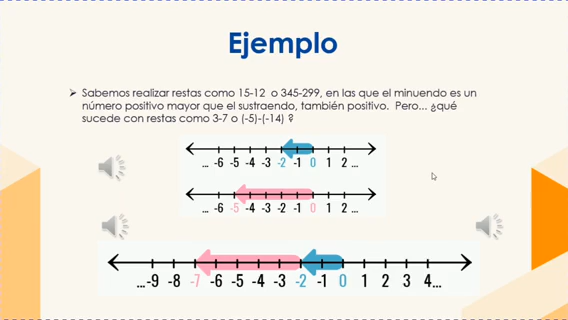 Ejemplo
➤ Sabemos realizar restas como 15-12 o 345-299, en las que el minuendo es un
número positivo mayor que el sustraendo, también positivo. Pero... ¿qué
sucede con restas como 3-7 o (-5)-(-14) ?
... -6 -5 -4 -3 -2 -1 0 1 2 ...
... -6 -5 -4 -3 -2 -1 0 1 2 ...
...-9 -8 -7 -6 -5 -4 -3 -2 -1 0 1 2 3 4...